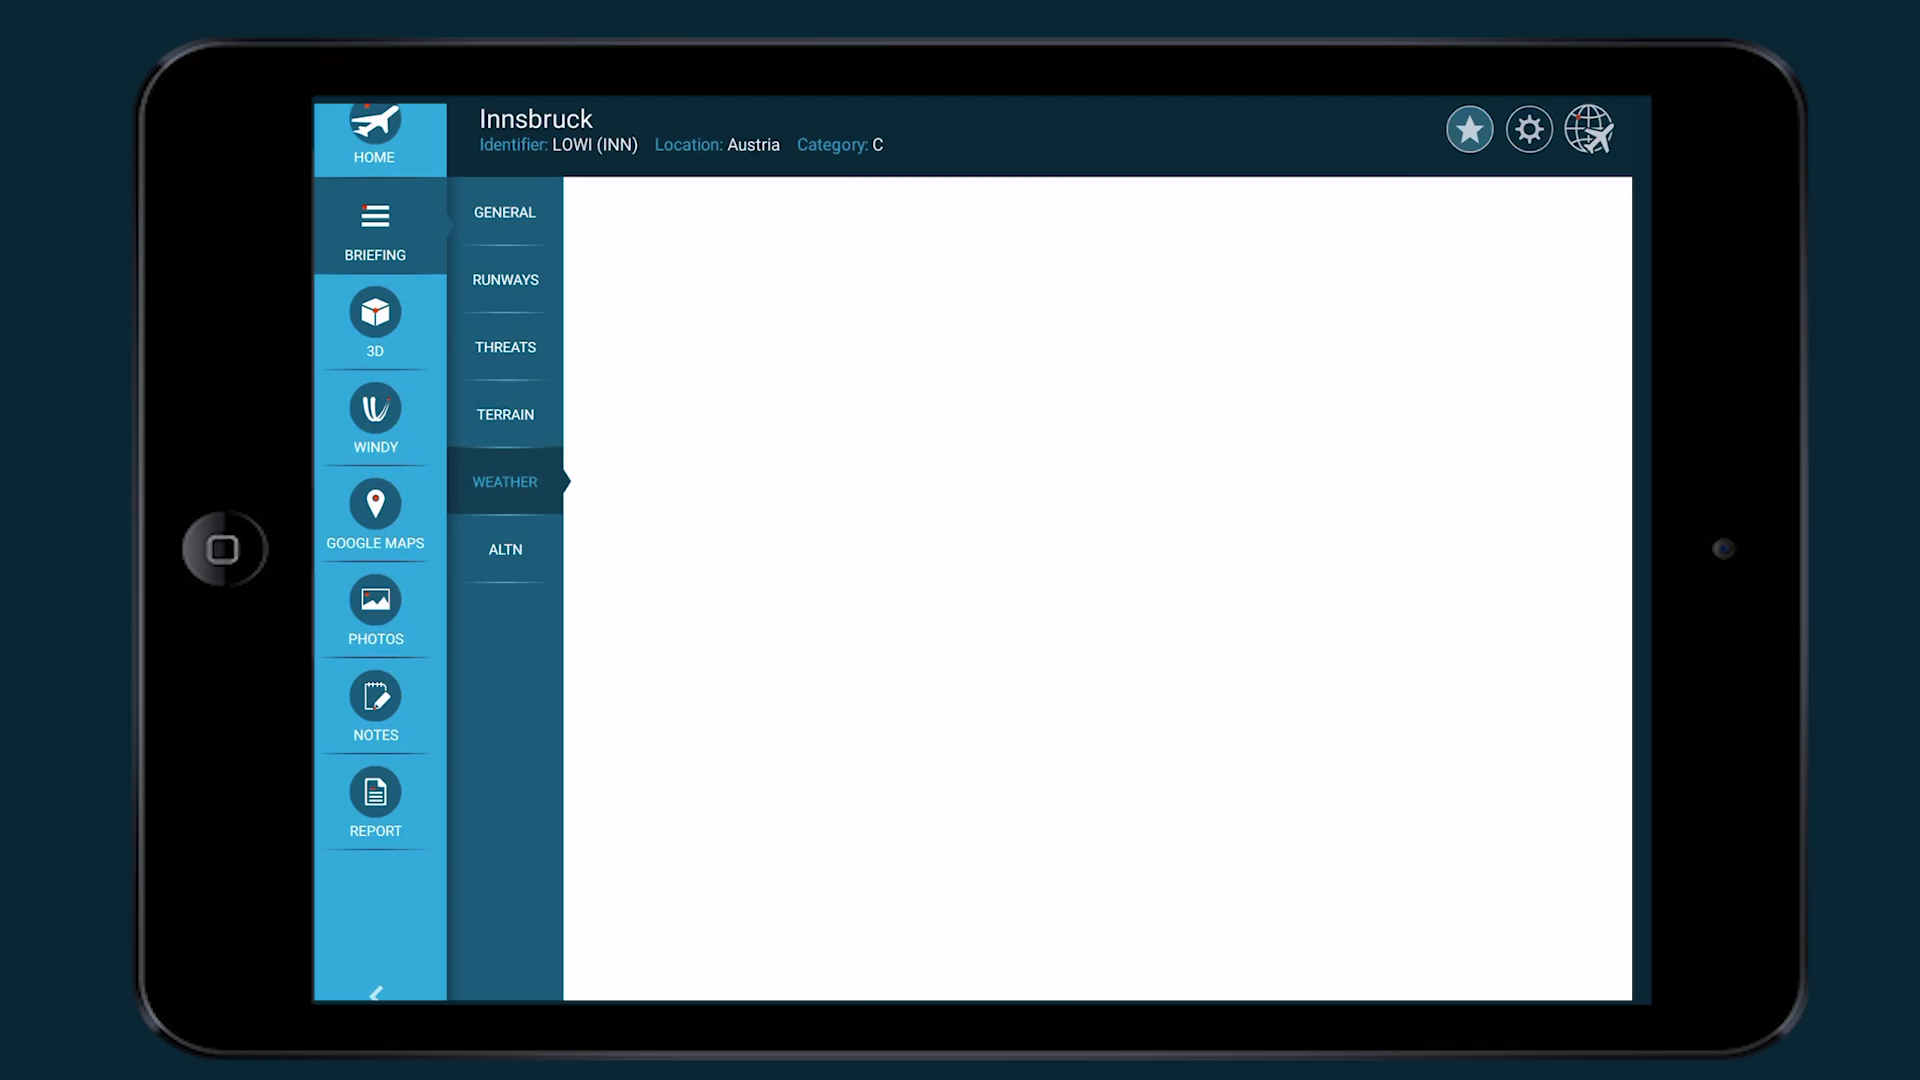 Innsbruck
Identifier: LOWI (INN) Location: Austria Category: C
HOME
BRIEFING
3D
WINDY
GOOGLE MAPS
PHOTOS
NOTES
REPORT
GENERAL
RUNWAYS
THREATS
TERRAIN
WEATHER
ALTN